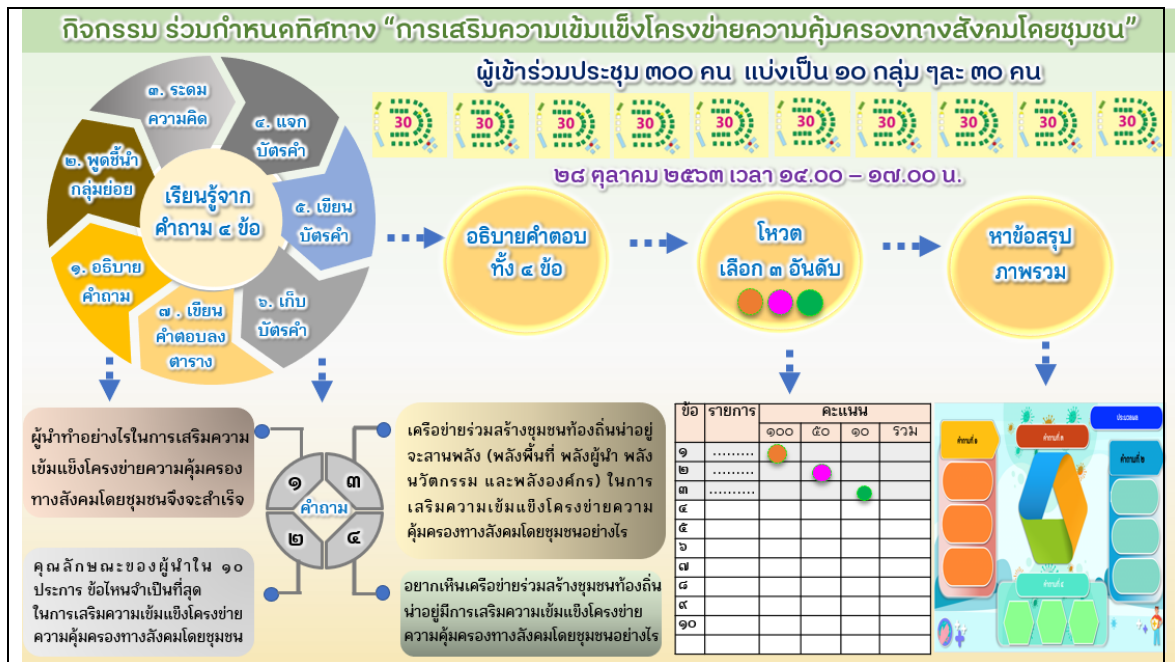 กิจกรรม ร่วมกำหนดทิศทาง “การเสริมความเข้มแข็งโครงข่ายความคุ้มครองทางสังคมโดยชุมชน”
ผู้เข้าร่วมประชุม ๓๐๐ คน แบ่งเป็น ๑๐ กลุ่ม ๆละ ๓๐ คน
30 30 30 30 30 30 30 30 30 30
๒๘ ตุลาคม ๒๕๖๓ เวลา ๑๔.๐๐ – ๑๗.๐๐ น.
เรียนรู้จาก
คำถาม ๔ ข้อ
๑. อธิบาย
คำถาม
๒. พูดชี้นำ
กลุ่มย่อย
๓. ระดม
ความคิด
๔. แจก
บัตรคำ
๕. เขียน
บัตรคำ
๖. เก็บ
บัตรคำ
๗ . เขียน
คำตอบลง
ตาราง
อธิบายคำตอบ
ทั้ง ๔ ข้อ
โหวต
เลือก ๓ อันดับ
หาข้อสรุป
ภาพรวม
ผู้นำทำอย่างไรในการเสริมความ
เข้มแข็งโครงข่ายความคุ้มครอง
ทางสังคมโดยชุมชนจึงจะสำเร็จ
คุณลักษณะของผู้นำใน ๑๐
ประการ ข้อไหนจำเป็นที่สุด
ในการเสริมความเข้มแข็งโครงข่าย
ความคุ้มครองทางสังคมโดยชุมชน
๑ ๓
คำถาม
๒ ๔
เครือข่ายร่วมสร้างชุมชนท้องถิ่นน่าอยู่
จะสานพลัง (พลังพื้นที่ พลังผู้นำ พลัง
นวัตกรรม และพลังองค์กร) ในการ
เสริมความเข้มแข็งโครงข่ายความ
คุ้มครองทางสังคมโดยชุมชนอย่างไร
อยากเห็นเครือข่ายร่วมสร้างชุมชนท้องถิ่น
น่าอยู่มีการเสริมความเข้มแข็งโครงข่าย
ความคุ้มครองทางสังคมโดยชุมชนอย่างไร
ข้อ รายการ คะแนน
๑๐๐ ๕๐ ๑๐ รวม
๑ .........
๒ .........
๓ ..........
๔
๕
๖
๗
๘
๙
๑๐
คำถามที่ ๑
คำถามที่ ๓
คำถามที่ ๒
คำถามที่ ๔